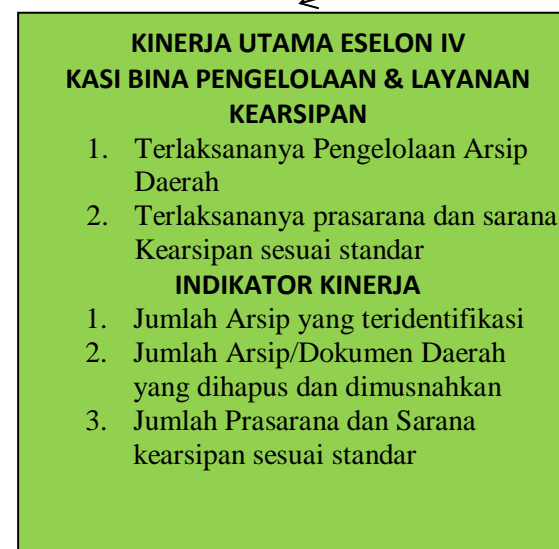 KINERJA UTAMA ESELON IV
KASI BINA PENGELOLAAN & LAYANAN
KEARSIPAN
1. Terlaksananya Pengelolaan Arsip
Daerah
2. Terlaksananya prasarana dan sarana
Kearsipan sesuai standar
INDIKATOR KINERJA
1. Jumlah Arsip yang teridentifikasi
2. Jumlah Arsip/Dokumen Daerah
yang dihapus dan dimusnahkan
3. Jumlah Prasarana dan Sarana
kearsipan sesuai standar